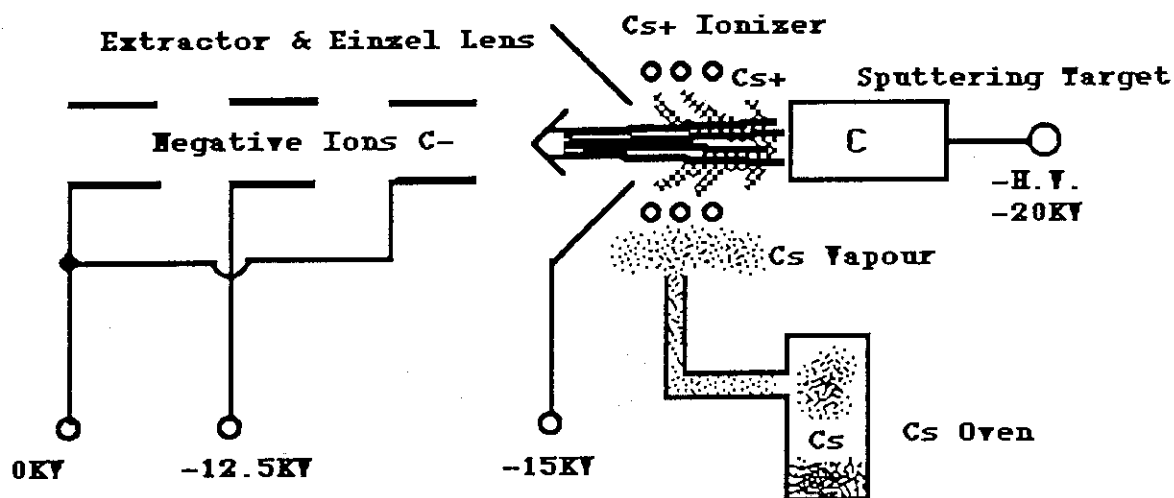 Cs+ Ionizer
Extractor & Einzel Lens
Cs+ Sputtering Target
Negative Ions C-
C
-H.V.
-20KV
Cs Vapour
Cs
Cs Oven
0KV
-12.5KV
-15KV